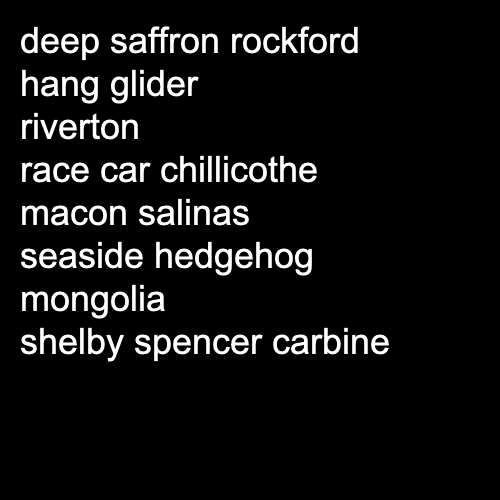 deep saffron rockford
hang glider
riverton
race car chillicothe
macon salinas
seaside hedgehog
mongolia
shelby spencer carbine